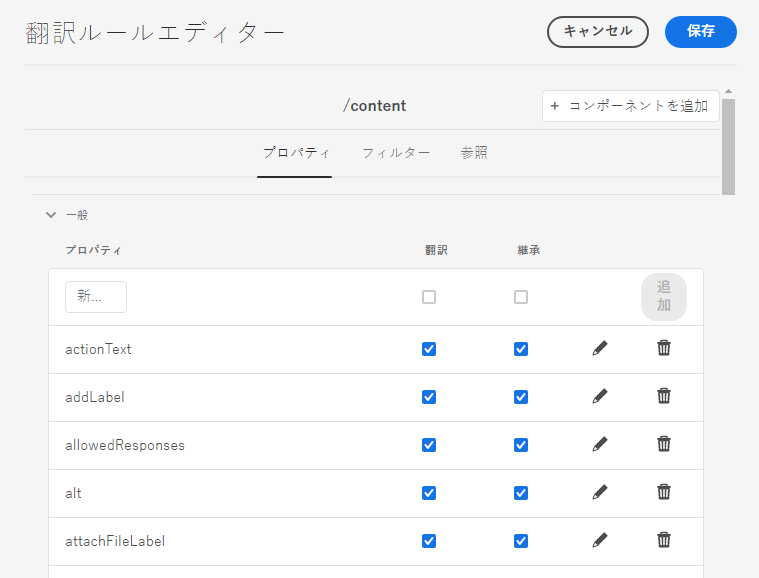 翻訳ルールエディター
キャンセル
保存
/content
+ コンポーネントを追加
プロパティ
フィルター
参照
一般
プロパティ
翻訳
継承
新...
追
加
actionText
addLabel
allowedResponses
alt
attachFileLabel